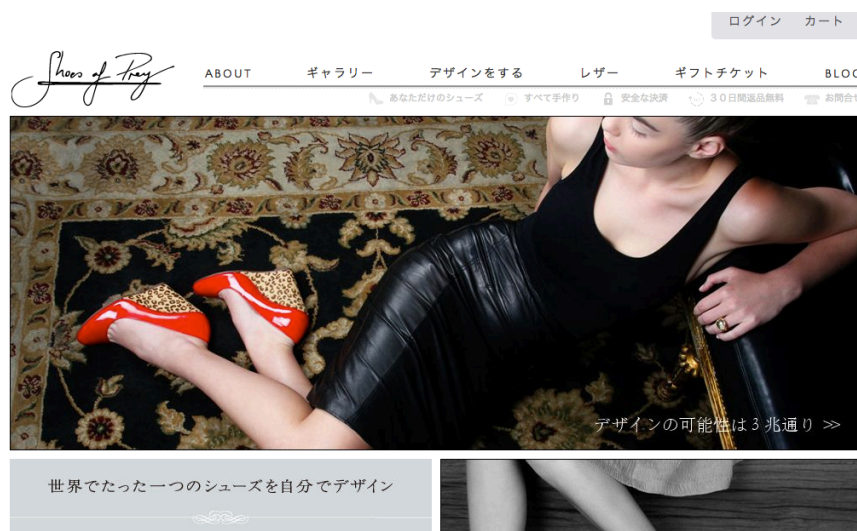 ログイン カート
Shoes of Prey
ABOUT ギャラリー デザインをする レザー ギフトチケット BLOG
あなただけのシューズ すべて手作り 安全な決済 30日間返品無料 お問合せ
デザインの可能性は3兆通り >>
世界でたった一つのシューズを自分でデザイン